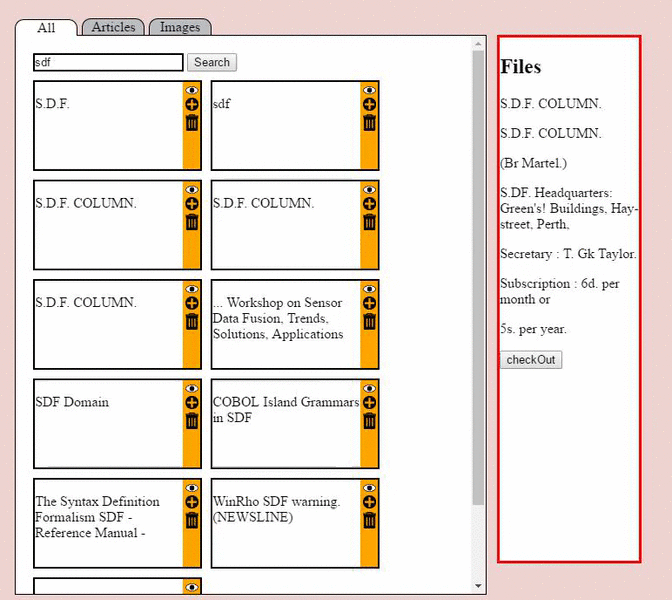 All Articles Images
sdf Search
S.D.F.
sdf
S.D.F. COLUMN.
S.D.F. COLUMN.
S.D.F. COLUMN.
... Workshop on Sensor
Data Fusion, Trends,
Solutions, Applications
SDF Domain
COBOL Island Grammars
in SDF
The Syntax Definition
Formalism SDF -
Reference Manual -
WinRho SDF warning.
(NEWSLINE)
Files
S.D.F. COLUMN.
S.D.F. COLUMN.
(Br Martel.)
S.DF. Headquarters:
Green's! Buildings, Hay-
street, Perth,
Secretary : T. Gk Taylor.
Subscription : 6d. per
month or
5s. per year.
checkOut